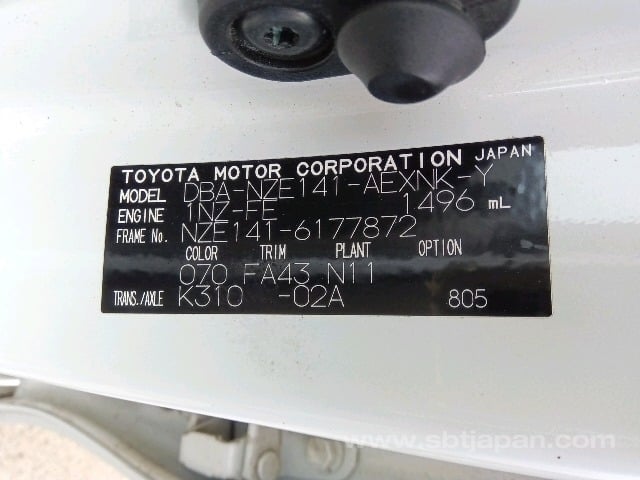 TOYOTA MOTOR CORPORATION JAPAN
MODEL DBA-NZE141-AEXNK-Y
ENGINE 1NZ-FE 1496 mL
FRAME No. NZE141-6177872
COLOR TRIM PLANT OPTION
070 FA43 N11
TRANS./AXLE K310 -02A 805
www.sbtjapan.com